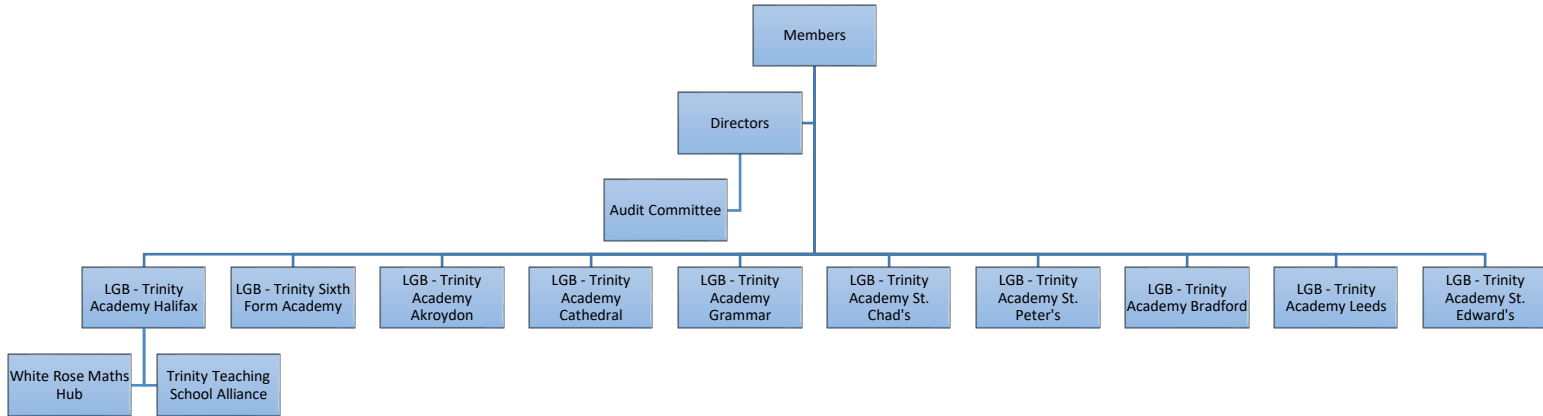 Members
Directors
Audit Committee
LGB - Trinity
Academy Halifax
LGB - Trinity Sixth
Form Academy
LGB - Trinity
Academy
Akroydon
LGB - Trinity
Academy
Cathedral
LGB - Trinity
Academy
Grammar
LGB - Trinity
Academy St.
Chad's
LGB - Trinity
Academy St.
Peter's
LGB - Trinity
Academy Bradford
LGB - Trinity
Academy Leeds
LGB - Trinity
Academy St.
Edward's
White Rose Maths
Hub
Trinity Teaching
School Alliance